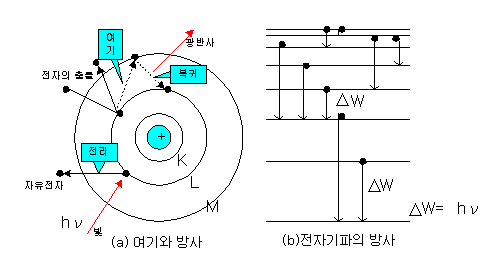 여
기
광반사
전자의 충돌
복귀
전리
자유전자
hν
빛
+
K
L
M
(a) 여기와 방사
ΔW
ΔW
ΔW= hν
(b)전자기파의 방사